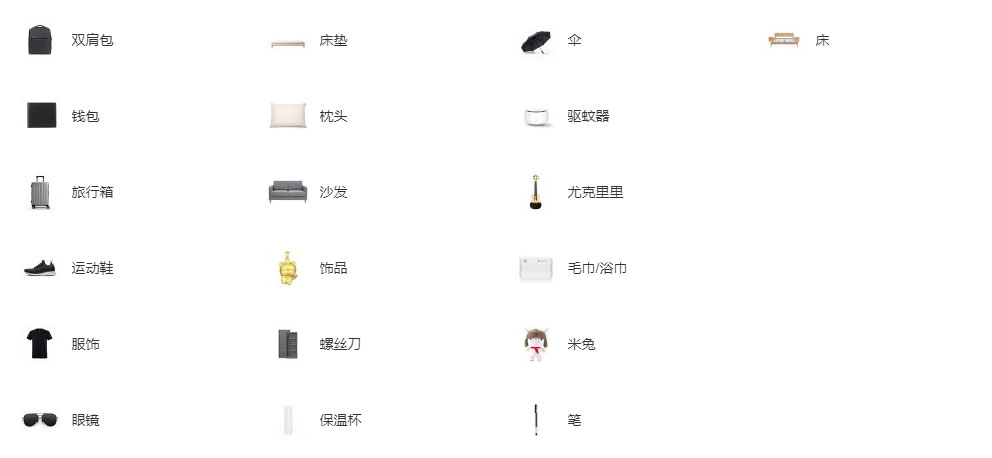 双肩包
钱包
旅行箱
运动鞋
服饰
眼镜
床垫
枕头
沙发
饰品
螺丝刀
保温杯
伞
驱蚊器
尤克里里
毛巾/浴巾
米兔
笔
床